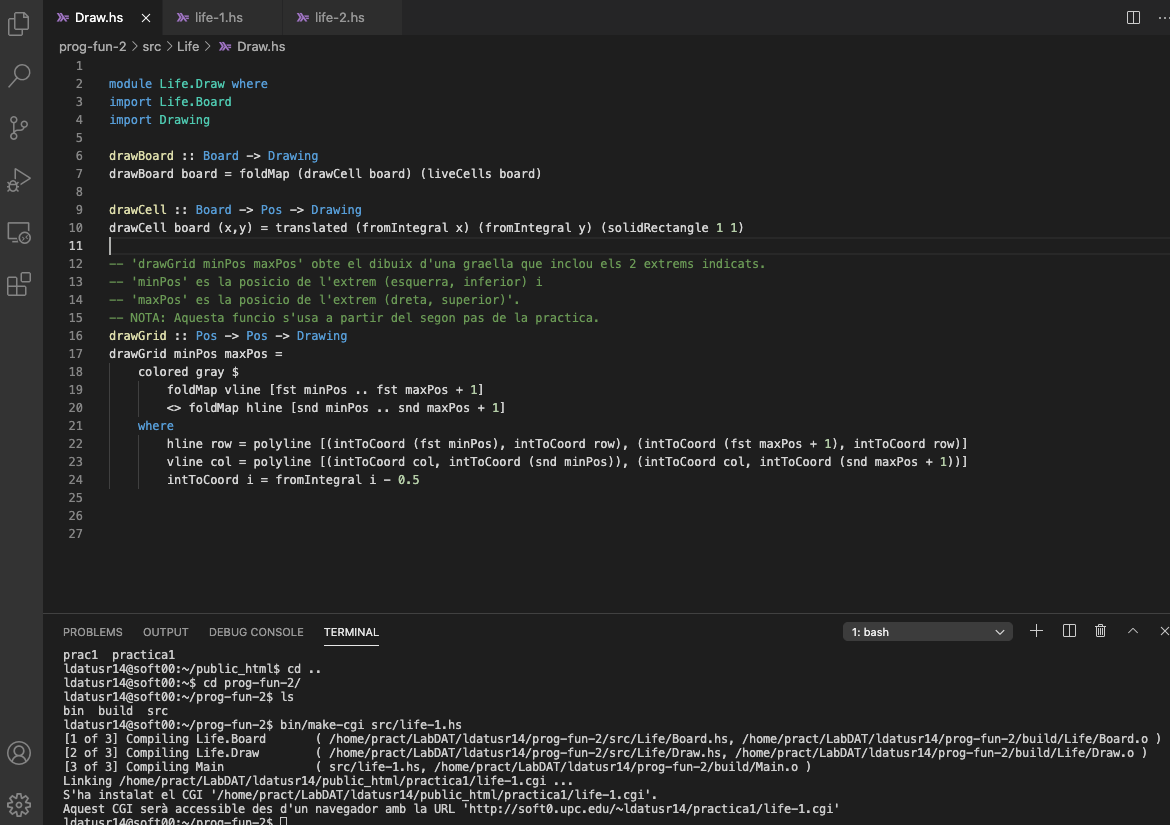 Draw.hs life-1.hs life-2.hs
prog-fun-2 > src > Life > Draw.hs
1
2 module Life.Draw where
3 import Life.Board
4 import Drawing
5
6 drawBoard :: Board -> Drawing
7 drawBoard board = foldMap (drawCell board) (liveCells board)
8
9 drawCell :: Board -> Pos -> Drawing
10 drawCell board (x,y) = translated (fromIntegral x) (fromIntegral y) (solidRectangle 1 1)
11
12 -- 'drawGrid minPos maxPos' obte el dibuix d'una graella que inclou els 2 extrems indicats.
13 -- 'minPos' es la posicio de l'extrem (esquerra, inferior) i
14 -- 'maxPos' es la posicio de l'extrem (dreta, superior)'.
15 -- NOTA: Aquesta funcio s'usa a partir del segon pas de la practica.
16 drawGrid :: Pos -> Pos -> Drawing
17 drawGrid minPos maxPos =
18     colored gray $
19         foldMap vline [fst minPos .. fst maxPos + 1]
20         <> foldMap hline [snd minPos .. snd maxPos + 1]
21     where
22         hline row = polyline [(intToCoord (fst minPos), intToCoord row), (intToCoord (fst maxPos + 1), intToCoord row)]
23         vline col = polyline [(intToCoord col, intToCoord (snd minPos)), (intToCoord col, intToCoord (snd maxPos + 1))]
24         intToCoord i = fromIntegral i - 0.5
25
26
27
PROBLEMS OUTPUT DEBUG CONSOLE TERMINAL 1: bash
prac1  practica1
ldatusr14@soft00:~/public_html$ cd ..
ldatusr14@soft00:~$ cd prog-fun-2/
ldatusr14@soft00:~/prog-fun-2$ ls
bin  build  src
ldatusr14@soft00:~/prog-fun-2$ bin/make-cgi src/life-1.hs
[1 of 3] Compiling Life.Board       ( /home/pract/LabDAT/ldatusr14/prog-fun-2/src/Life/Board.hs, /home/pract/LabDAT/ldatusr14/prog-fun-2/build/Life/Board.o )
[2 of 3] Compiling Life.Draw        ( /home/pract/LabDAT/ldatusr14/prog-fun-2/src/Life/Draw.hs, /home/pract/LabDAT/ldatusr14/prog-fun-2/build/Life/Draw.o )
[3 of 3] Compiling Main             ( src/life-1.hs, /home/pract/LabDAT/ldatusr14/prog-fun-2/build/Main.o )
Linking /home/pract/LabDAT/ldatusr14/public_html/practica1/life-1.cgi ...
S'ha instalat el CGI '/home/pract/LabDAT/ldatusr14/public_html/practica1/life-1.cgi'.
Aquest CGI serà accessible des d'un navegador amb la URL 'http://soft0.upc.edu/~ldatusr14/practica1/life-1.cgi'
ldatusr14@soft00:~/prog-fun-2$